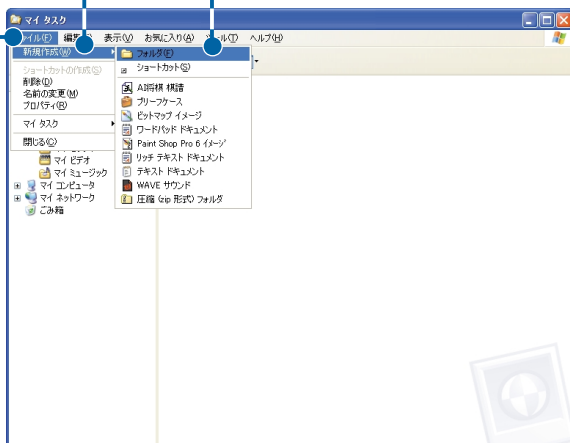 マイ タスク
イル(F) 編集 表示(V) お気に入り(A) ツール(T) ヘルプ(H)
新規作成(W)
ショートカットの作成(S)
削除(D)
名前の変更(M)
プロパティ(R)
マイ タスク
閉じる(C)
フォルダ(F)
ショートカット(S)
AI将棋 棋譜
ブリーフケース
ビットマップ イメージ
ワードパッド ドキュメント
Paint Shop Pro 6 イメージ
リッチ テキスト ドキュメント
テキスト ドキュメント
WAVE サウンド
圧縮 (zip 形式) フォルダ
マイ ビデオ
マイ ミュージック
マイ コンピュータ
マイ ネットワーク
ごみ箱